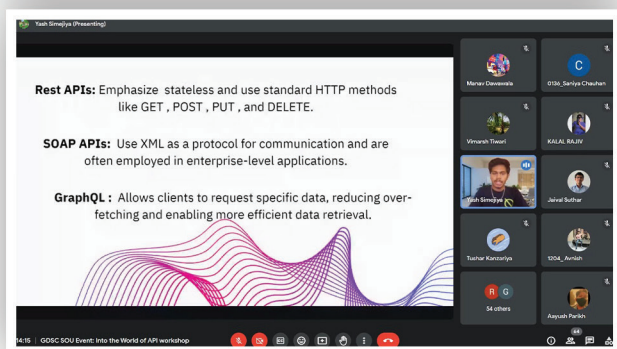 Yash Simejiya (Presenting)
Rest APIs: Emphasize stateless and use standard HTTP methods
like GET , POST , PUT , and DELETE.
SOAP APIs: Use XML as a protocol for communication and are
often employed in enterprise-level applications.
GraphQL : Allows clients to request specific data, reducing over-
fetching and enabling more efficient data retrieval.
Manav Dawawala
C
0136_Saniya Chauhan
Vimarsh Tiwari
KALAL RAJIV
Yash Simejiya
Jaival Suthar
Tushar Kanzariya
1204_ Avnish
R G
54 others
Aayush Parikh
14:15 | GDSC SOU Event: Into the World of API workshop
64